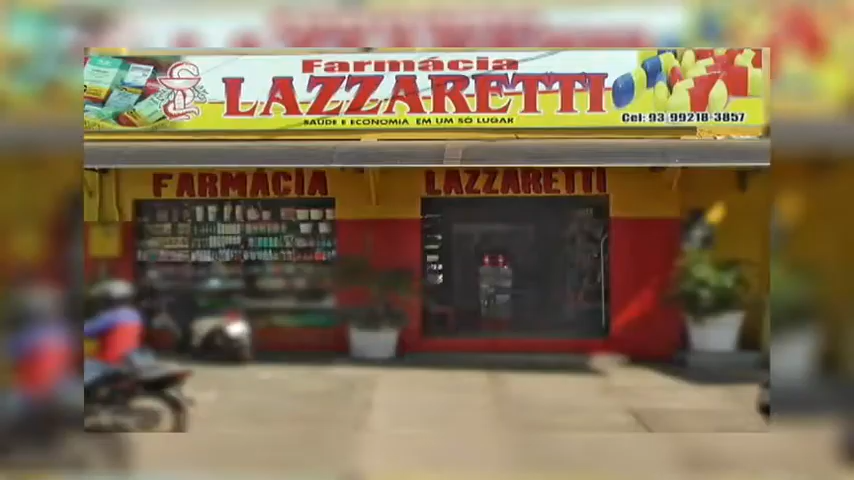 Farmácia
LAZZARETTI
SAÚDE E ECONOMIA EM UM SÓ LUGAR
Cel: 93 99218-3857
FARMÁCIA LAZZARETTI